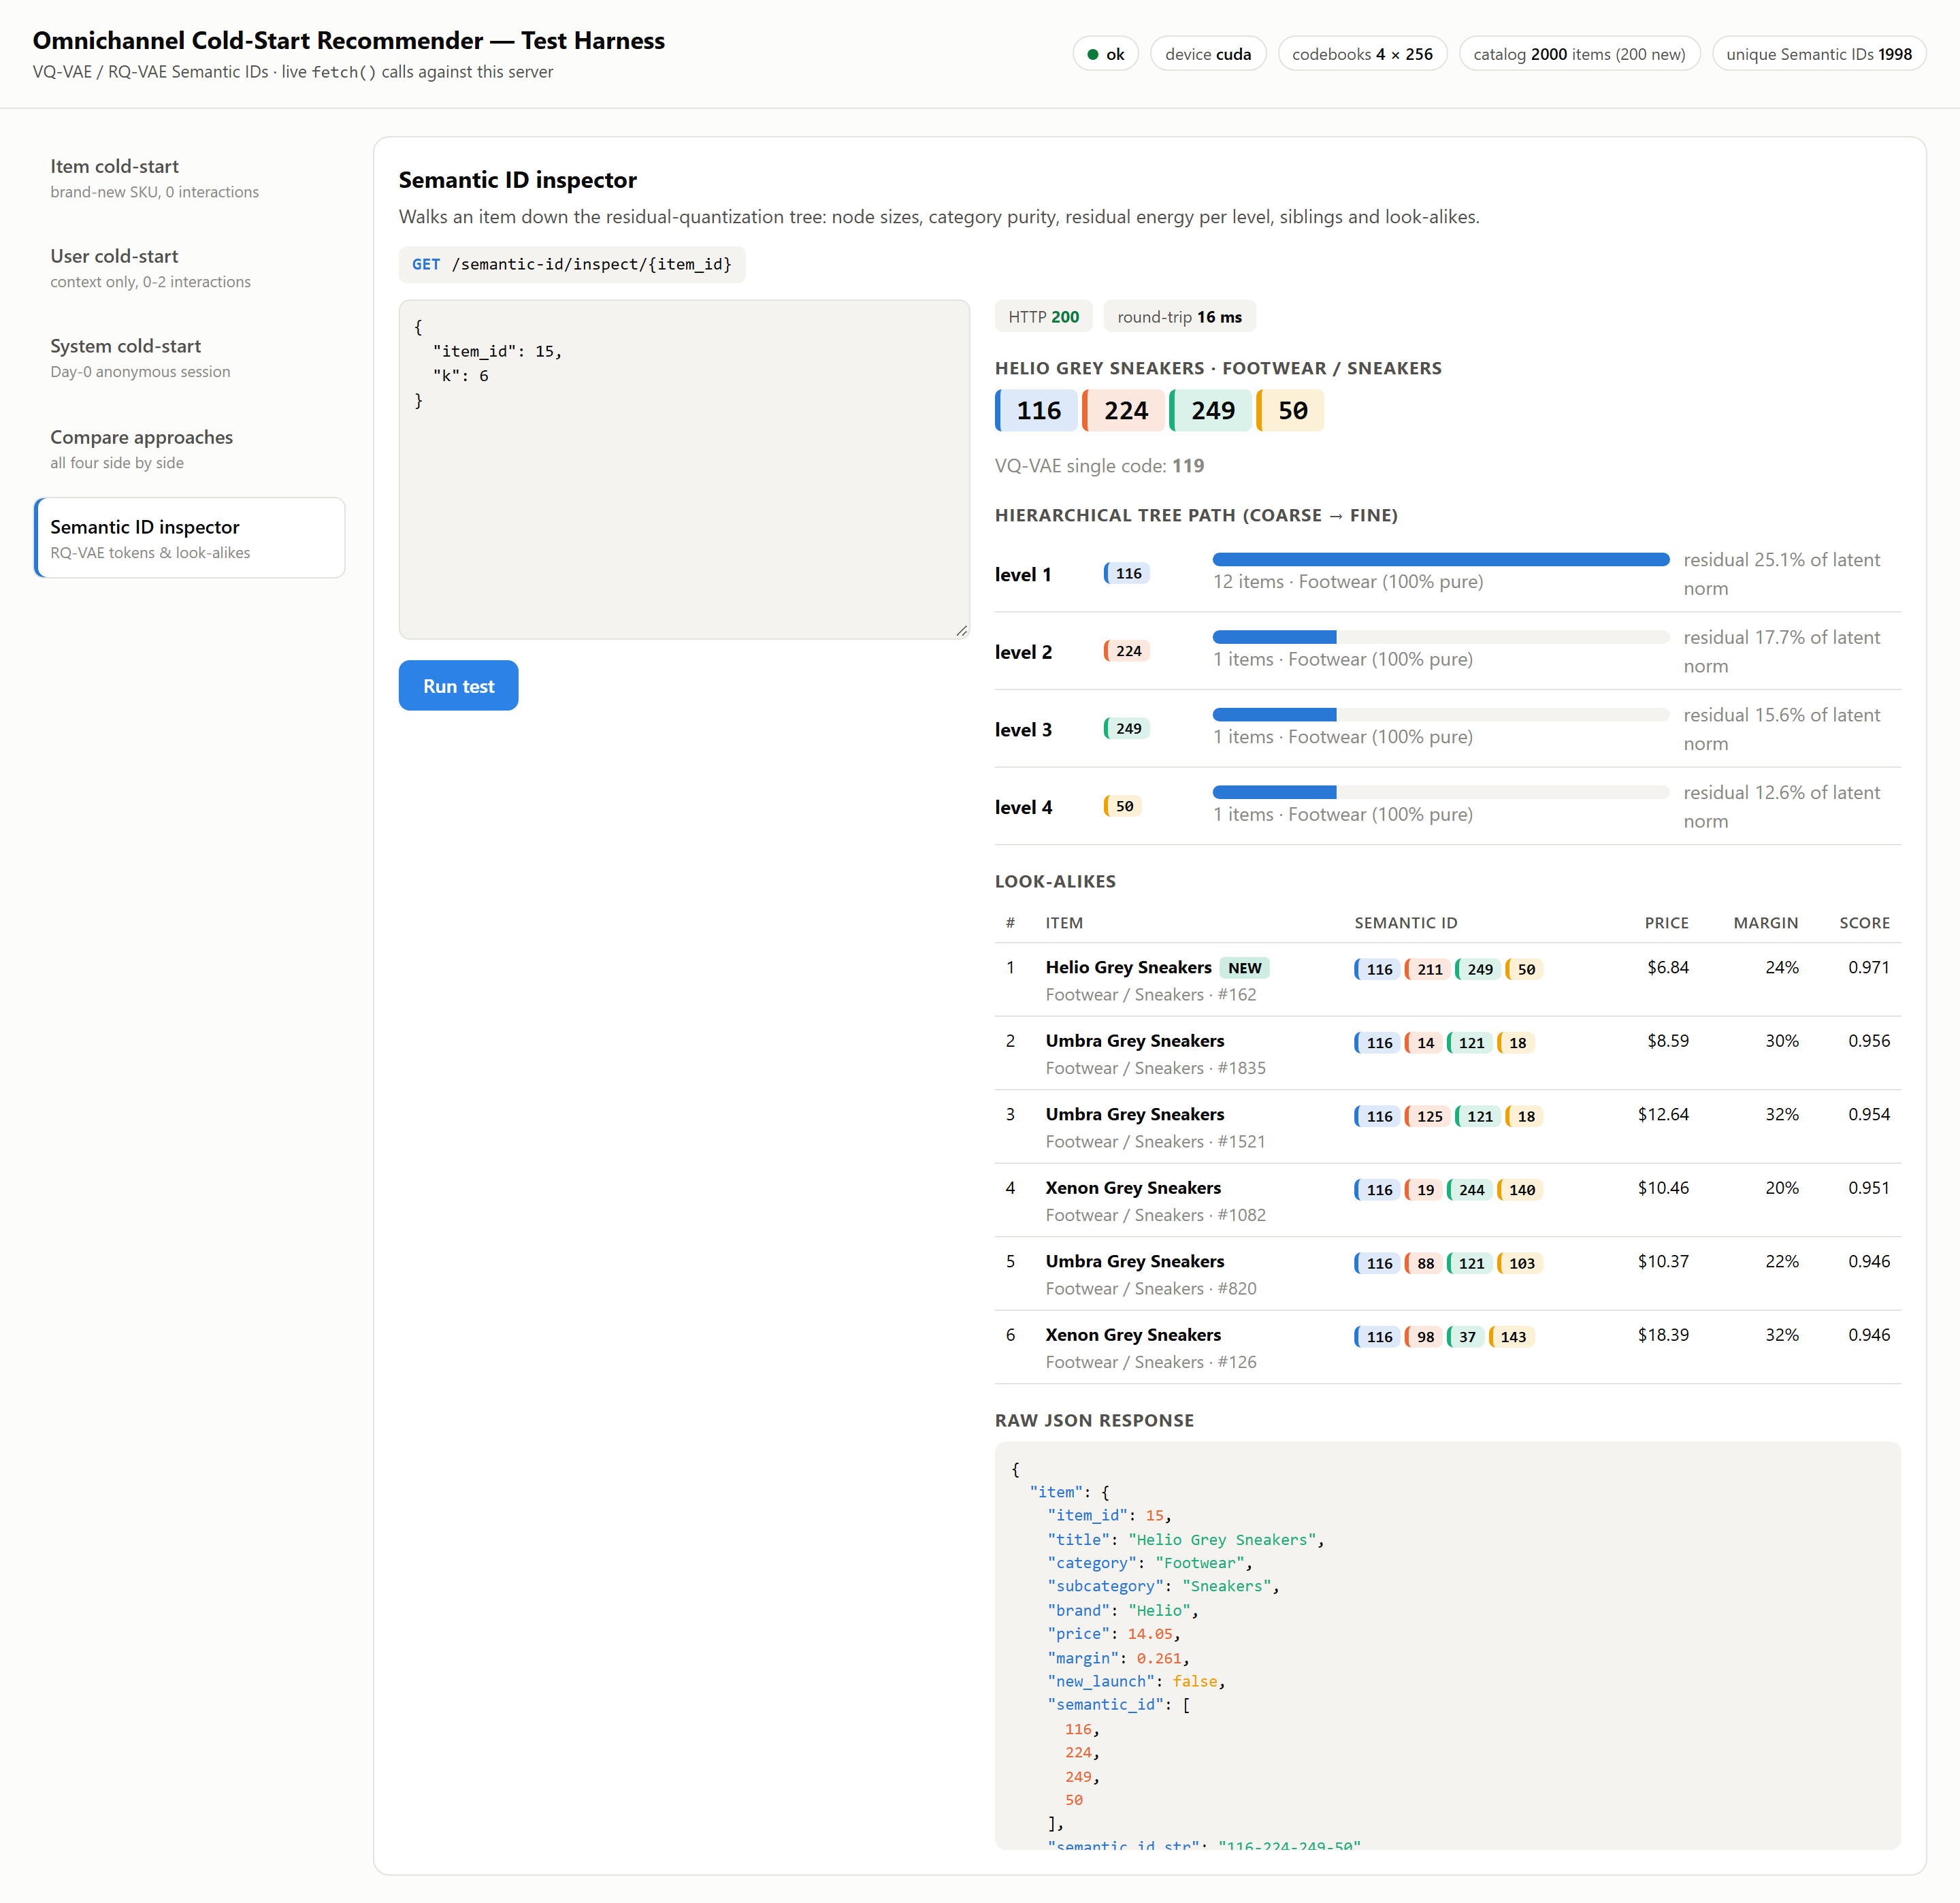 Omnichannel Cold-Start Recommender — Test Harness
VQ-VAE / RQ-VAE Semantic IDs · live fetch() calls against this server
ok
device cuda
codebooks 4 × 256
catalog 2000 items (200 new)
unique Semantic IDs 1998
Item cold-start
brand-new SKU, 0 interactions
User cold-start
context only, 0-2 interactions
System cold-start
Day-0 anonymous session
Compare approaches
all four side by side
Semantic ID inspector
RQ-VAE tokens & look-alikes
Semantic ID inspector
Walks an item down the residual-quantization tree: node sizes, category purity, residual energy per level, siblings and look-alikes.
GET /semantic-id/inspect/{item_id}
{
"item_id": 15,
"k": 6
}
Run test
HTTP 200
round-trip 16 ms
HELIO GREY SNEAKERS · FOOTWEAR / SNEAKERS
116 224 249 50
VQ-VAE single code: 119
HIERARCHICAL TREE PATH (COARSE → FINE)
level 1 116 12 items · Footwear (100% pure) residual 25.1% of latent
norm
level 2 224 1 items · Footwear (100% pure) residual 17.7% of latent
norm
level 3 249 1 items · Footwear (100% pure) residual 15.6% of latent
norm
level 4 50 1 items · Footwear (100% pure) residual 12.6% of latent
norm
LOOK-ALIKES
# ITEM SEMANTIC ID PRICE MARGIN SCORE
1 Helio Grey Sneakers NEW 116 211 249 50 $6.84 24% 0.971
Footwear / Sneakers · #162
2 Umbra Grey Sneakers 116 14 121 18 $8.59 30% 0.956
Footwear / Sneakers · #1835
3 Umbra Grey Sneakers 116 125 121 18 $12.64 32% 0.954
Footwear / Sneakers · #1521
4 Xenon Grey Sneakers 116 19 244 140 $10.46 20% 0.951
Footwear / Sneakers · #1082
5 Umbra Grey Sneakers 116 88 121 103 $10.37 22% 0.946
Footwear / Sneakers · #820
6 Xenon Grey Sneakers 116 98 37 143 $18.39 32% 0.946
Footwear / Sneakers · #126
RAW JSON RESPONSE
{
"item": {
"item_id": 15,
"title": "Helio Grey Sneakers",
"category": "Footwear",
"subcategory": "Sneakers",
"brand": "Helio",
"price": 14.05,
"margin": 0.261,
"new_launch": false,
"semantic_id": [
116,
224,
249,
50
],
"semantic_id_str": "116-224-249-50"